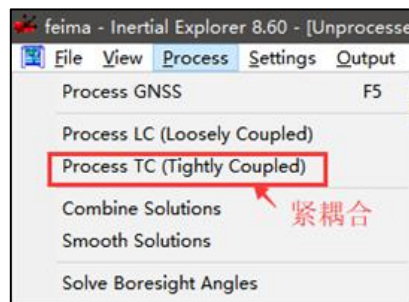 feima - Inertial Explorer 8.60 - [Unprocesse
File View Process Settings Output
Process GNSS F5
Process LC (Loosely Coupled)
Process TC (Tightly Coupled)
紧耦合
Combine Solutions
Smooth Solutions
Solve Boresight Angles